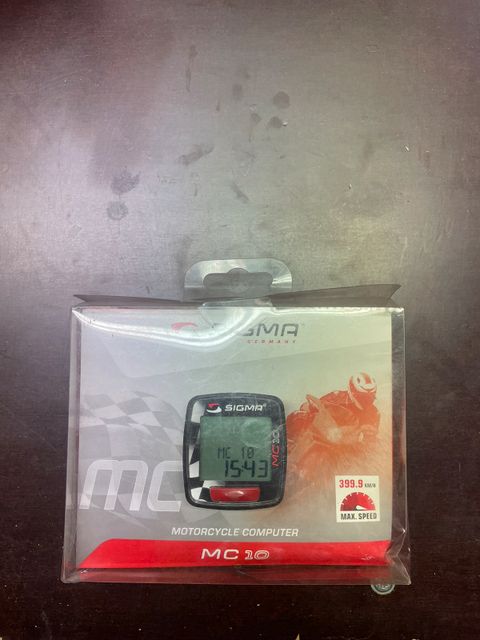 SIGMA
GERMANY
SIGMA
MC 10
15:43
MC 10
mc
399.9 KM/H
MAX. SPEED
MOTORCYCLE COMPUTER
MC 10